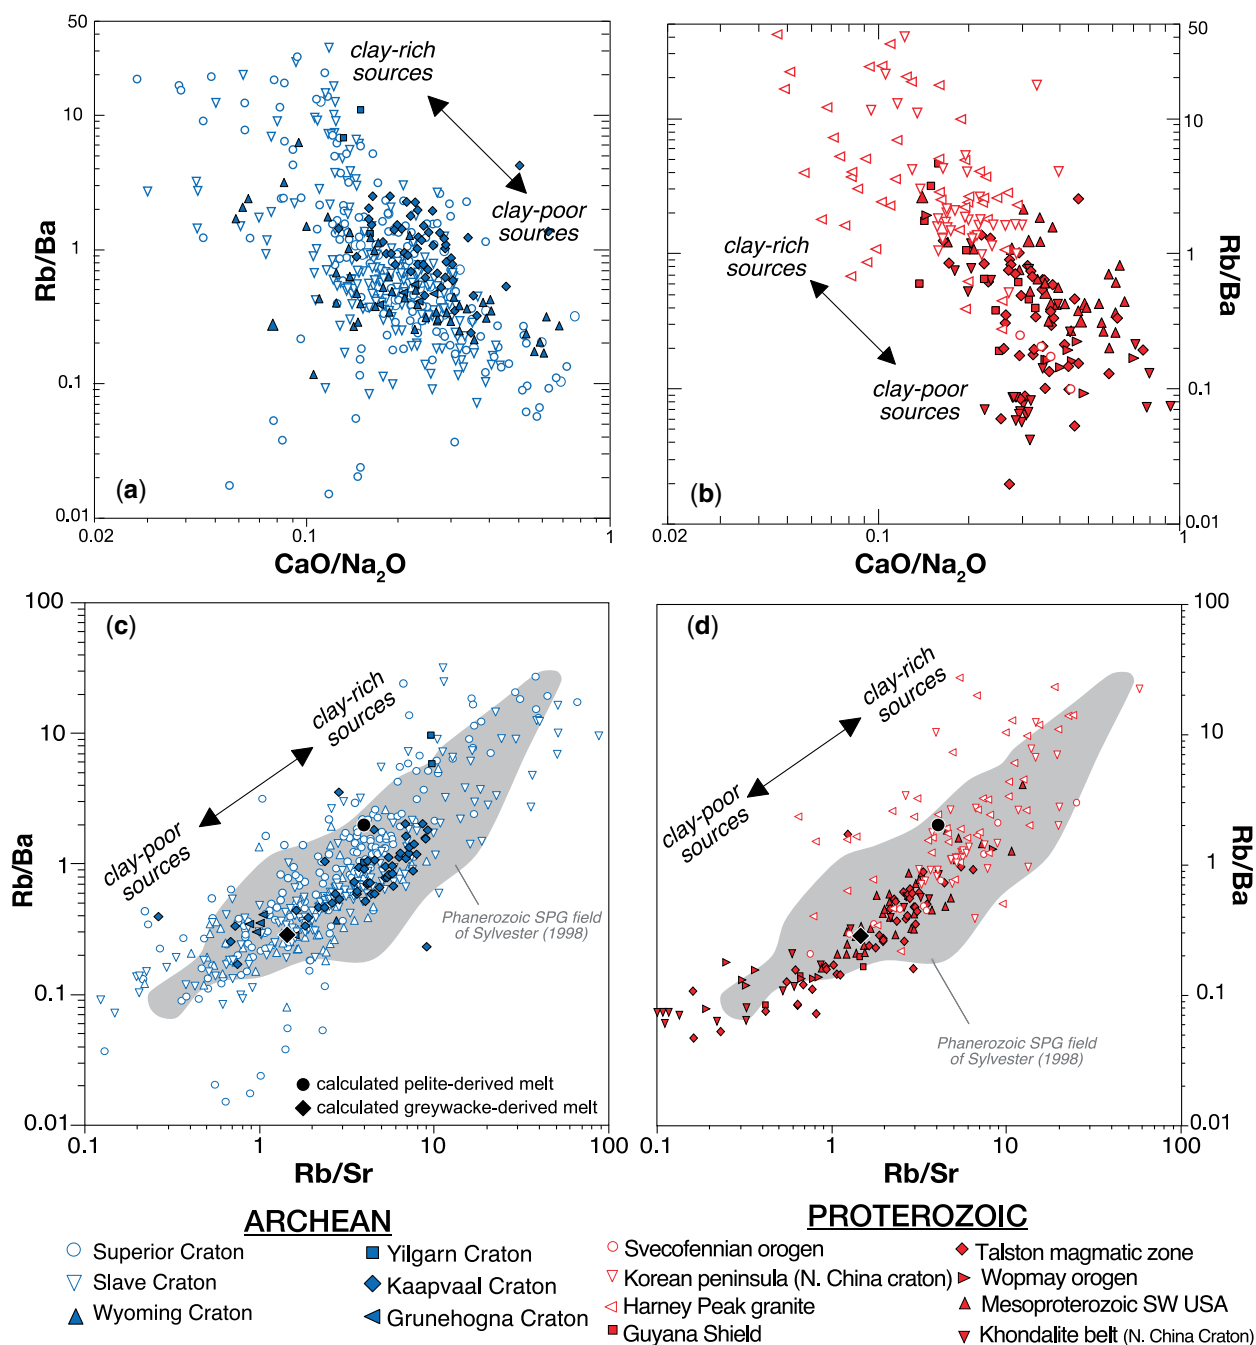 50
10
1
0.1
0.01
0.02
0.1
1
Rb/Ba
CaO/Na2O
clay-rich
sources
clay-poor
sources
(a)
50
10
1
0.1
0.01
0.02
0.1
1
Rb/Ba
CaO/Na2O
clay-rich
sources
clay-poor
sources
(b)
100
10
1
0.1
0.01
0.1
1
10
100
Rb/Ba
Rb/Sr
(c)
clay-rich
sources
clay-poor
sources
Phanerozoic SPG field
of Sylvester (1998)
calculated pelite-derived melt
calculated greywacke-derived melt
100
10
1
0.1
0.01
0.1
1
10
100
Rb/Ba
Rb/Sr
(d)
clay-rich
sources
clay-poor
sources
Phanerozoic SPG field
of Sylvester (1998)
ARCHEAN
Superior Craton
Slave Craton
Wyoming Craton
Yilgarn Craton
Kaapvaal Craton
Grunehogna Craton
PROTEROZOIC
Svecofennian orogen
Korean peninsula (N. China craton)
Harney Peak granite
Guyana Shield
Talston magmatic zone
Wopmay orogen
Mesoproterozoic SW USA
Khondalite belt (N. China Craton)